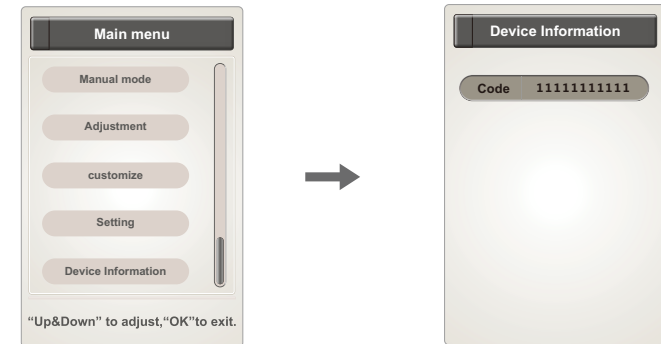 Main menu
Manual mode
Adjustment
customize
Setting
Device Information
“Up&Down” to adjust,“OK”to exit.
Device Information
Code 11111111111